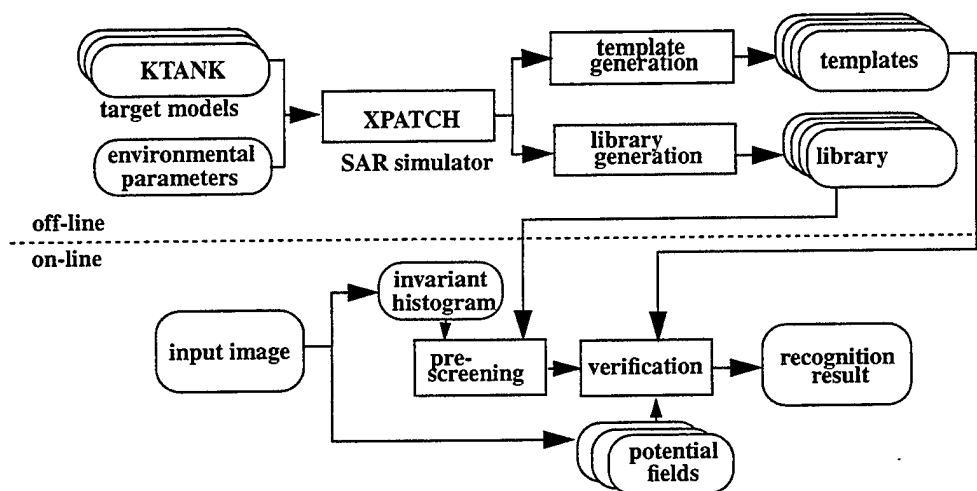 KTANK
target models
environmental
parameters
XPATCH
SAR simulator
template
generation
library
generation
templates
library
off-line
on-line
input image
invariant
histogram
pre-
screening
verification
recognition
result
potential
fields